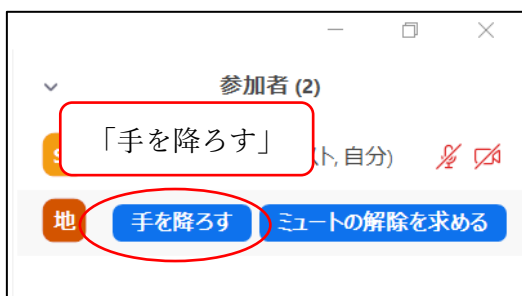 参加者 (2)
「手を降ろす」
S
ト, 自分)
地
手を降ろす
ミュートの解除を求める